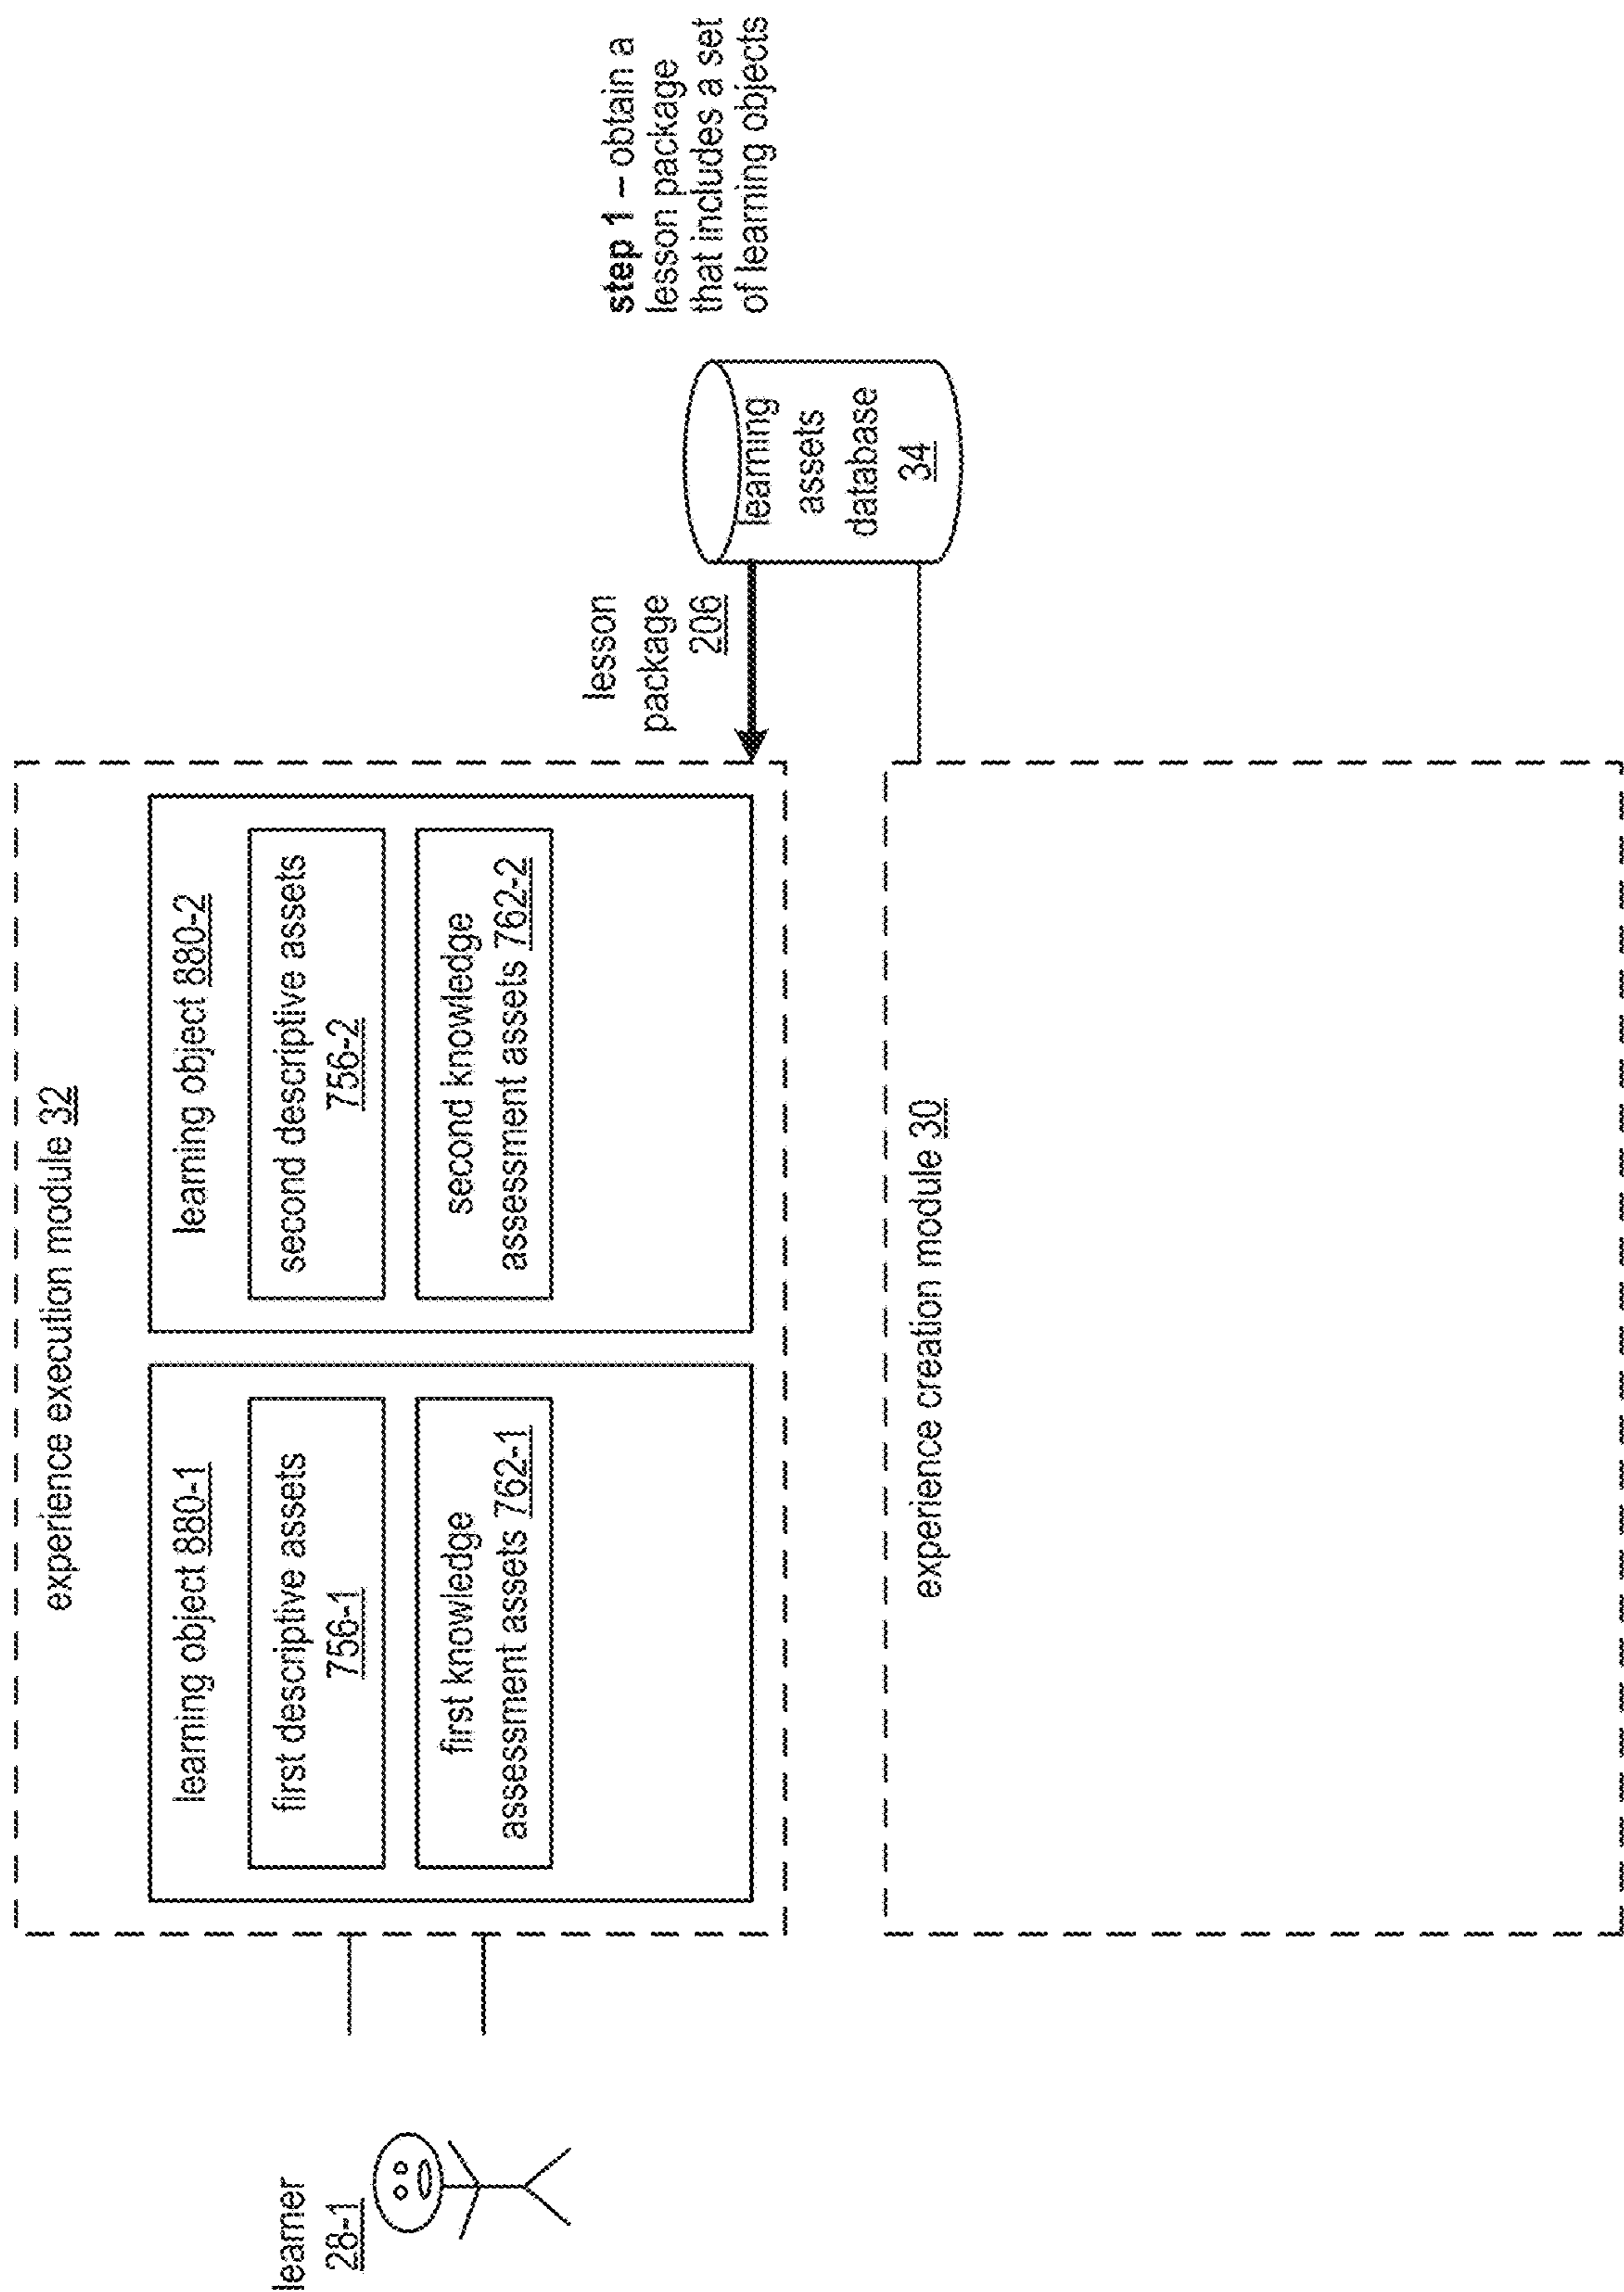 experience execution module 32
learner
28-1
learning object 880-1
first descriptive assets
756-1
first knowledge
assessment assets 762-1
learning object 880-2
second descriptive assets
756-2
second knowledge
assessment assets 762-2
lesson
package
206
step 1 – obtain a
lesson package
that includes a set
of learning objects
learning
assets
database
34
experience creation module 30